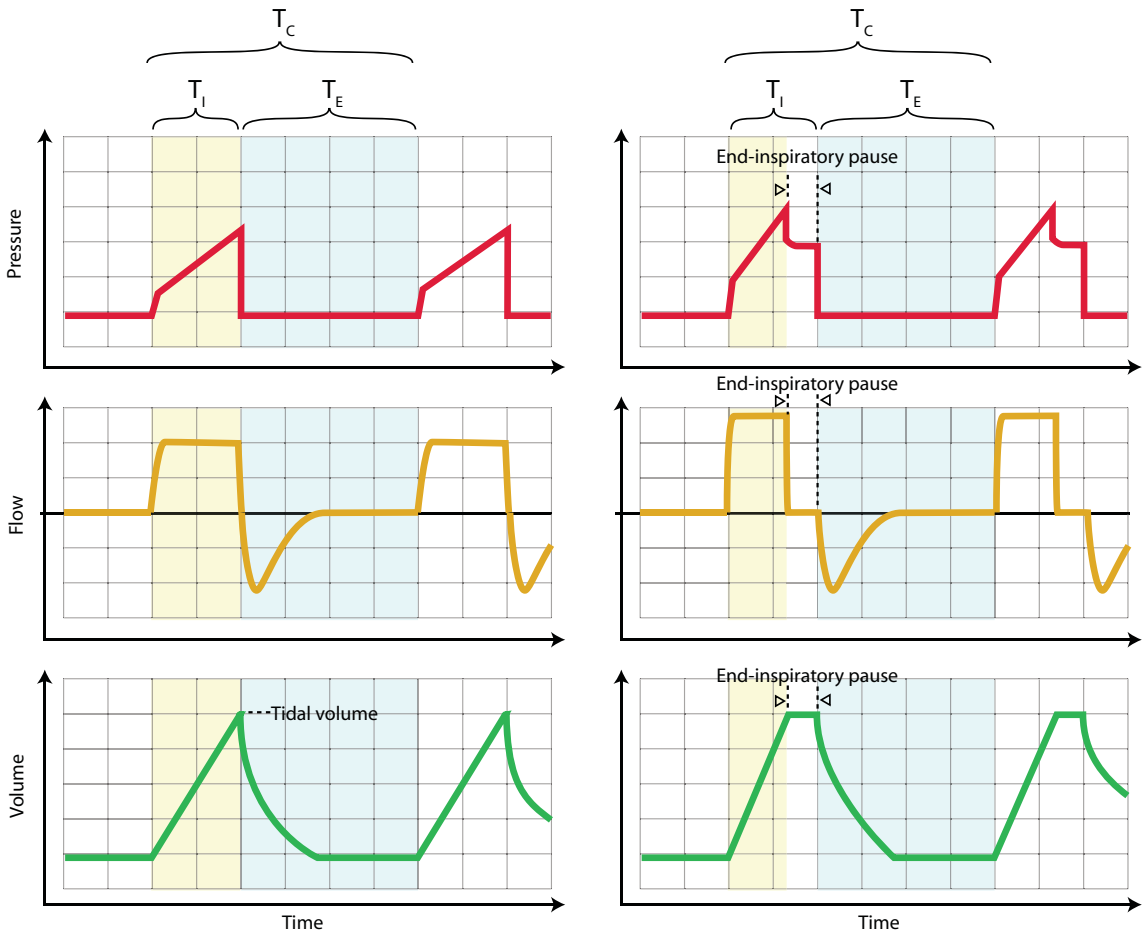 T_C
T_I
T_E
Pressure
Flow
Tidal volume
Volume
Time
T_C
T_I
T_E
End-inspiratory pause
End-inspiratory pause
End-inspiratory pause
Time